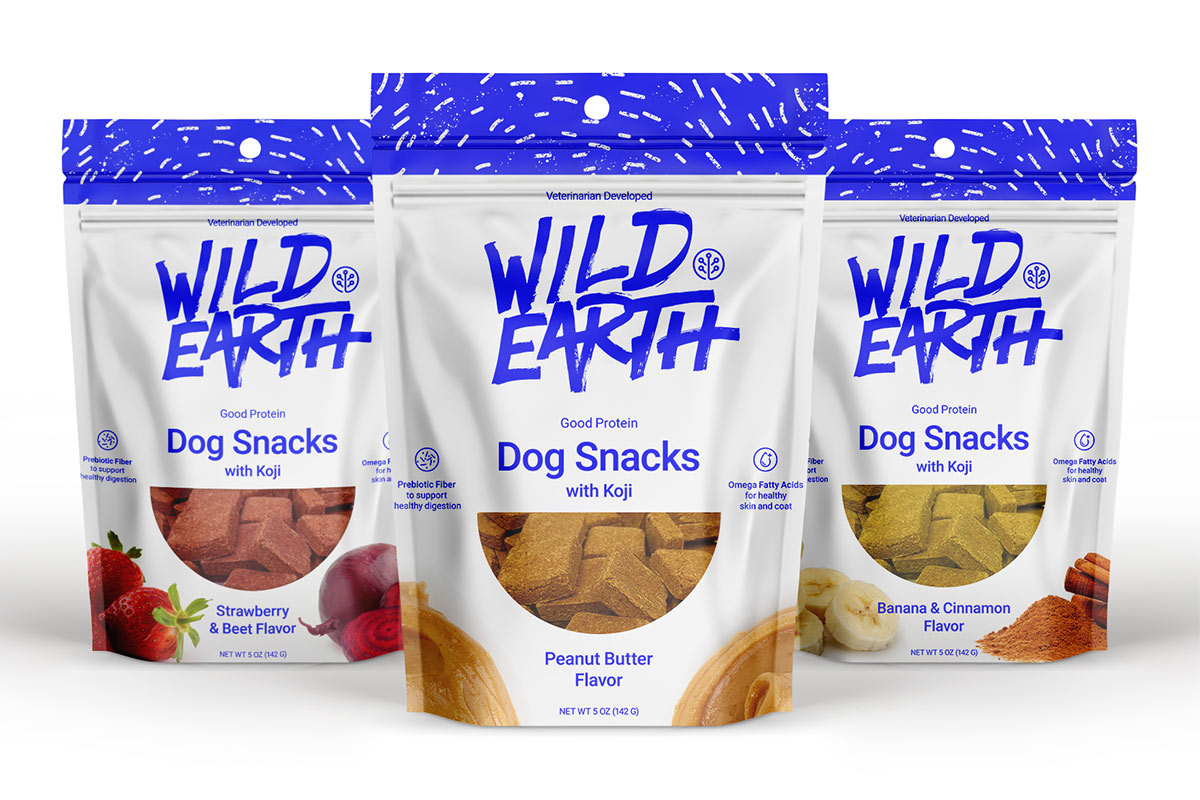 Veterinarian Developed
WILD
EARTH
Good Protein
Dog Snacks
with Koji
Prebiotic Fiber
to support
healthy digestion
Omega Fatty
for he
skin an
Strawberry
& Beet Flavor
NET WT 5 OZ (142 G)
Veterinarian Developed
WILD
EARTH
Good Protein
Dog Snacks
with Koji
Prebiotic Fiber
to support
healthy digestion
Omega Fatty Acids
for healthy
skin and coat
Peanut Butter
Flavor
NET WT 5 OZ (142 G)
Veterinarian Developed
WILD
EARTH
Good Protein
Dog Snacks
with Koji
Fiber
Omega Fatty Acids
for healthy
skin and coat
Banana & Cinnamon
Flavor
NET WT 5 OZ (142 G)